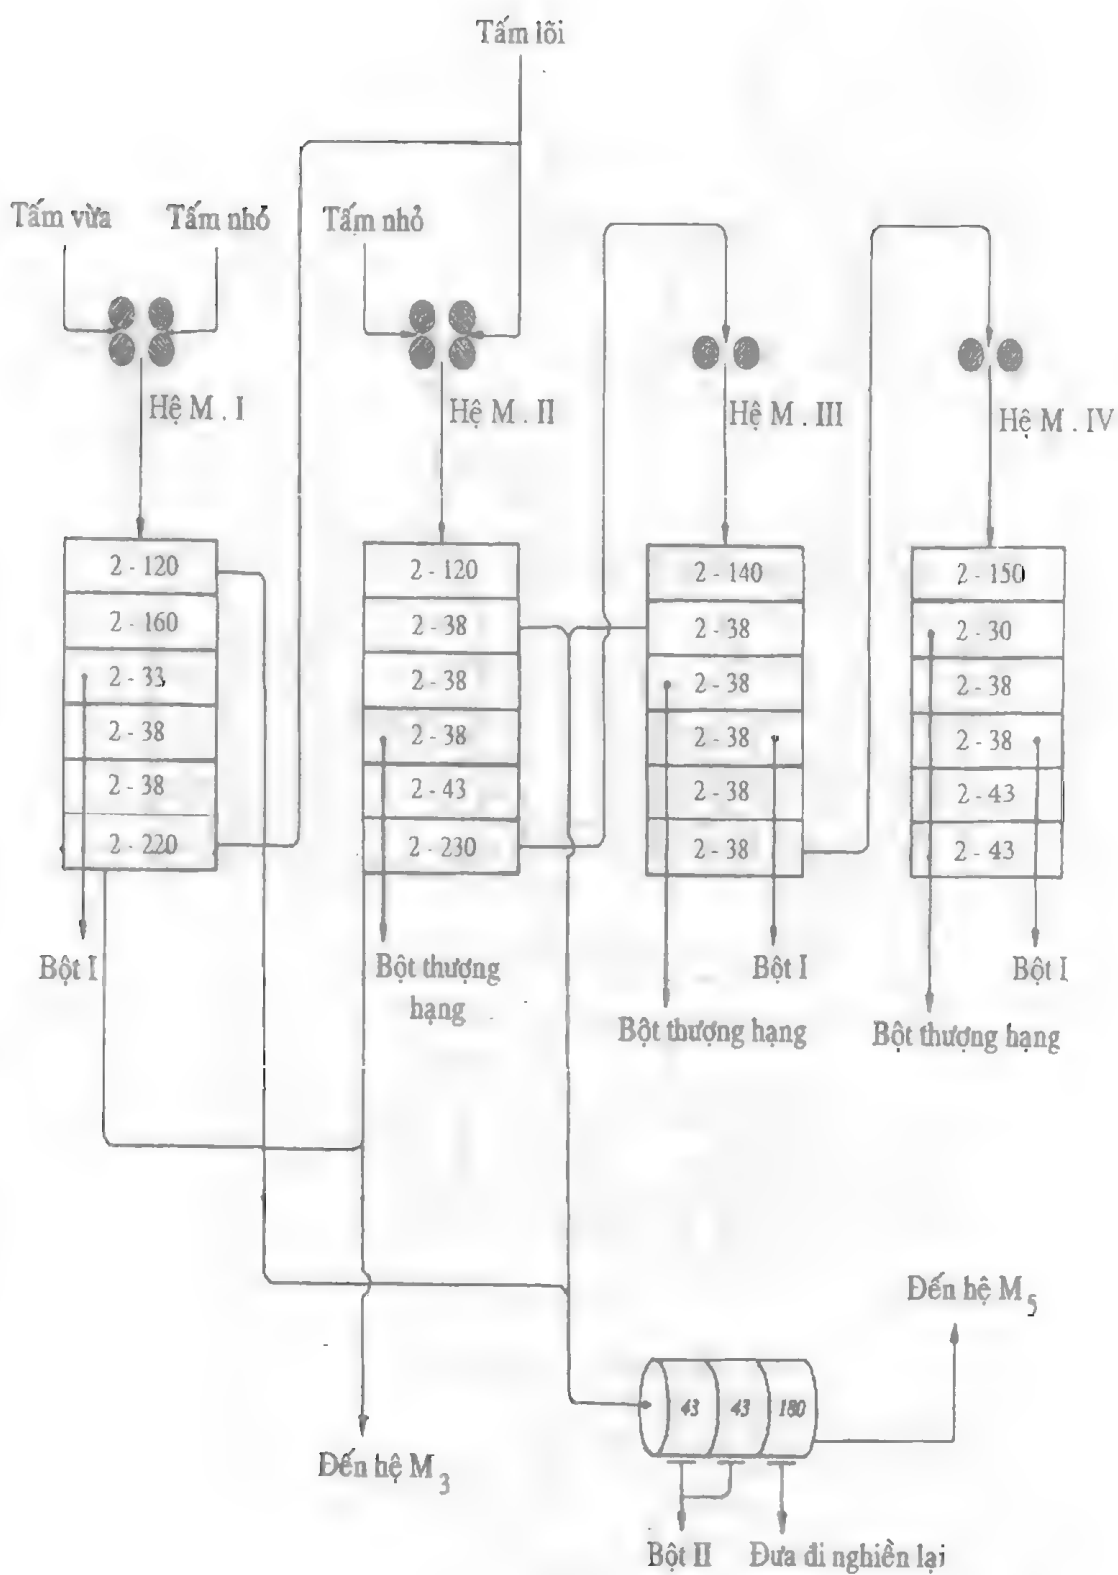 Tấm lõi
Tấm vừa
Tấm nhỏ
Tấm nhỏ
Hệ M . I
Hệ M . II
Hệ M . III
Hệ M . IV
2 - 120
2 - 160
2 - 33
2 - 38
2 - 38
2 - 220
2 - 120
2 - 38
2 - 38
2 - 38
2 - 43
2 - 230
2 - 140
2 - 38
2 - 38
2 - 38
2 - 38
2 - 38
2 - 150
2 - 30
2 - 38
2 - 38
2 - 43
2 - 43
Bột I
Bột thượng
hạng
Bột thượng hạng
Bột I
Bột thượng hạng
Bột I
Đến hệ M 3
Đến hệ M 5
43
43
180
Bột II
Đưa đi nghiền lại